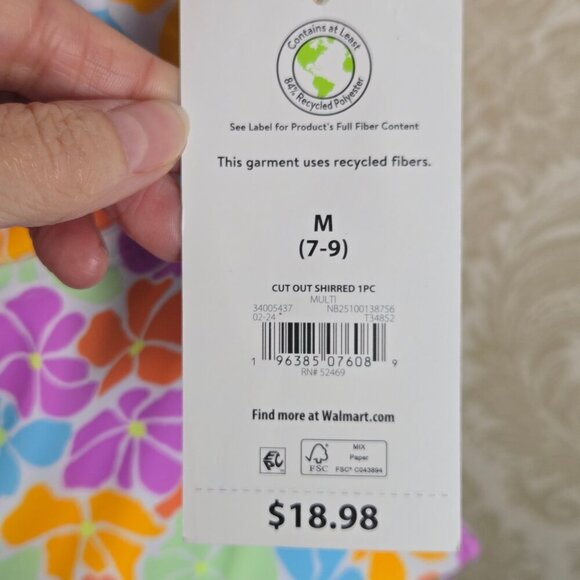 Contains at Least
84% Recycled Polyester
See Label for Product's Full Fiber Content
This garment uses recycled fibers.
M
(7-9)
CUT OUT SHIRRED 1PC
MULTI
34005437 NB25100138756
02-24 * T34852
1 96385 07608 9
RN# 52469
Find more at Walmart.com
FSC
MIX
Paper
FSC® C043894
$18.98